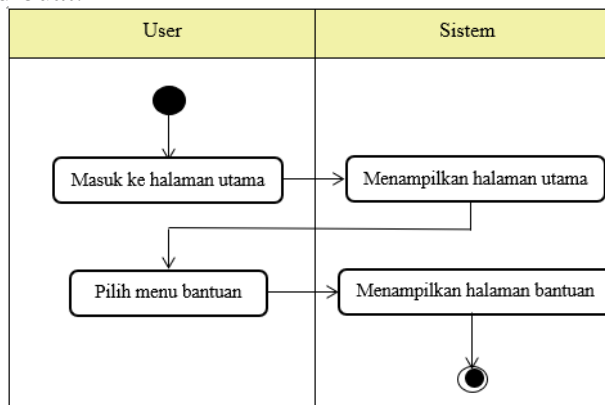 User
Sistem
Masuk ke halaman utama
Menampilkan halaman utama
Pilih menu bantuan
Menampilkan halaman bantuan